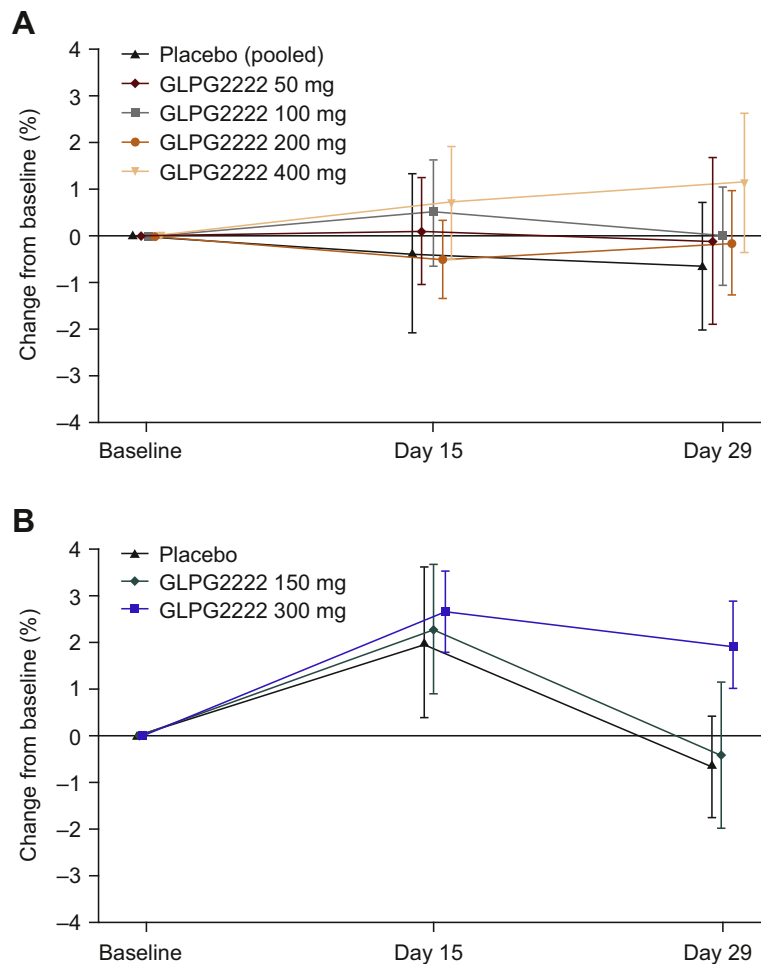 A
Change from baseline (%)
4
3
2
1
0
–1
–2
–3
–4
Placebo (pooled)
GLPG2222 50 mg
GLPG2222 100 mg
GLPG2222 200 mg
GLPG2222 400 mg
Baseline
Day 15
Day 29
B
Change from baseline (%)
4
3
2
1
0
–1
–2
–3
–4
Placebo
GLPG2222 150 mg
GLPG2222 300 mg
Baseline
Day 15
Day 29